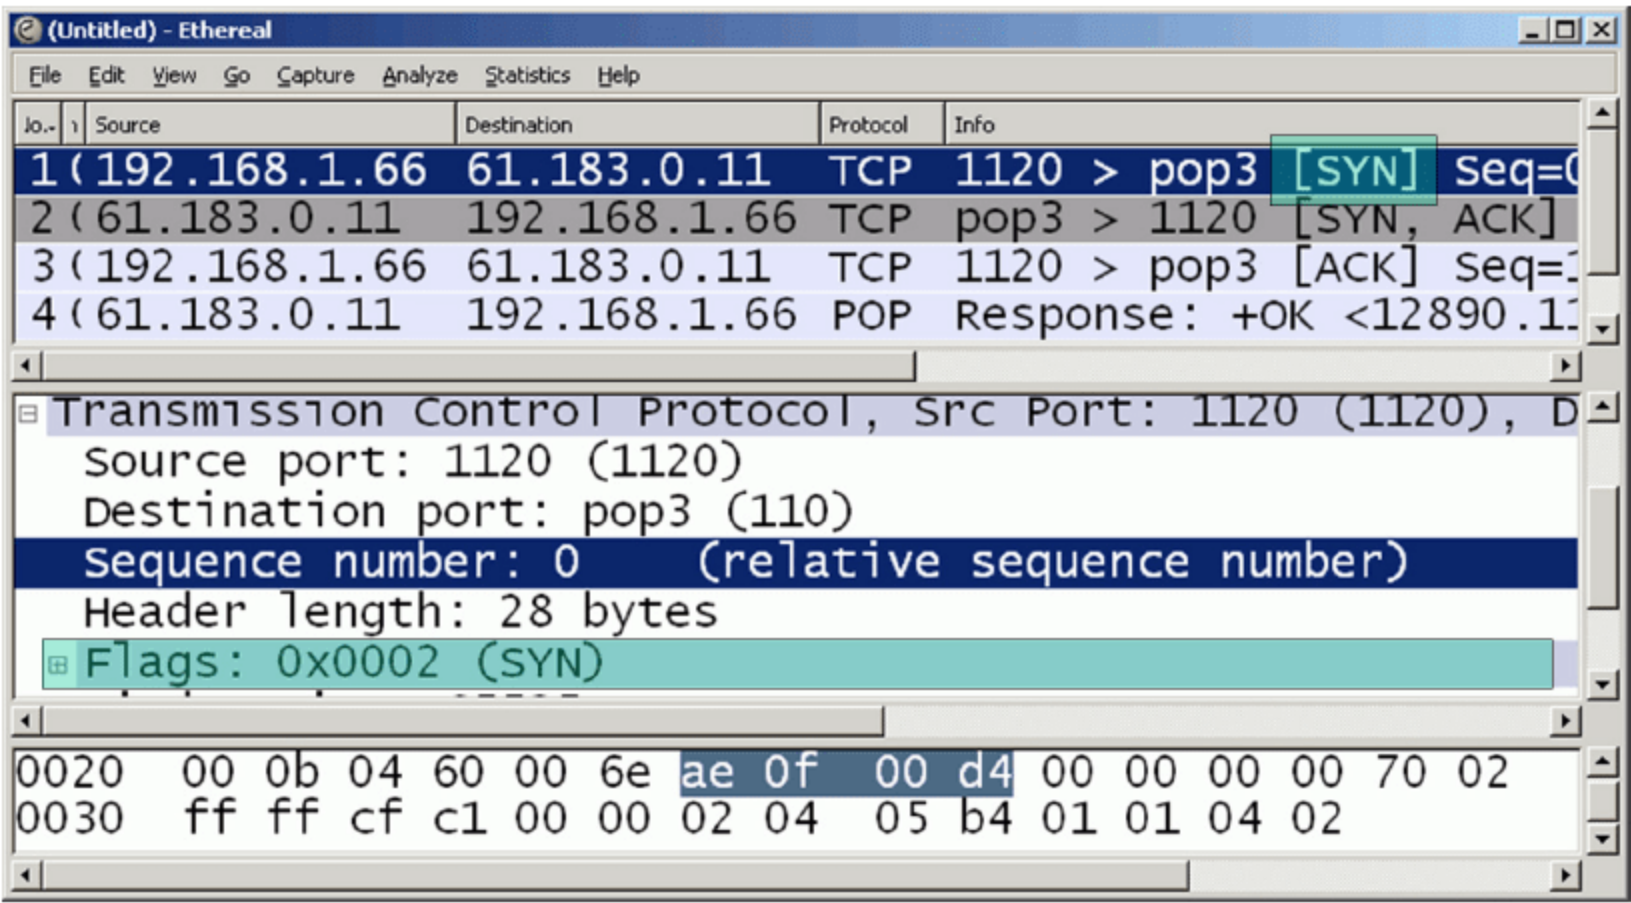 (Untitled) - Ethereal
File Edit View Go Capture Analyze Statistics Help
Source Destination Protocol Info
1 ( 192.168.1.66 61.183.0.11 TCP 1120 > pop3 [SYN] Seq=0
2 ( 61.183.0.11 192.168.1.66 TCP pop3 > 1120 [SYN, ACK]
3 ( 192.168.1.66 61.183.0.11 TCP 1120 > pop3 [ACK] Seq=1
4 ( 61.183.0.11 192.168.1.66 POP Response: +OK <12890.11
Transmission Control Protocol, Src Port: 1120 (1120), D
Source port: 1120 (1120)
Destination port: pop3 (110)
Sequence number: 0 (relative sequence number)
Header length: 28 bytes
Flags: 0x0002 (SYN)
0020 00 0b 04 60 00 6e ae 0f 00 d4 00 00 00 00 70 02
0030 ff ff cf c1 00 00 02 04 05 b4 01 01 04 02